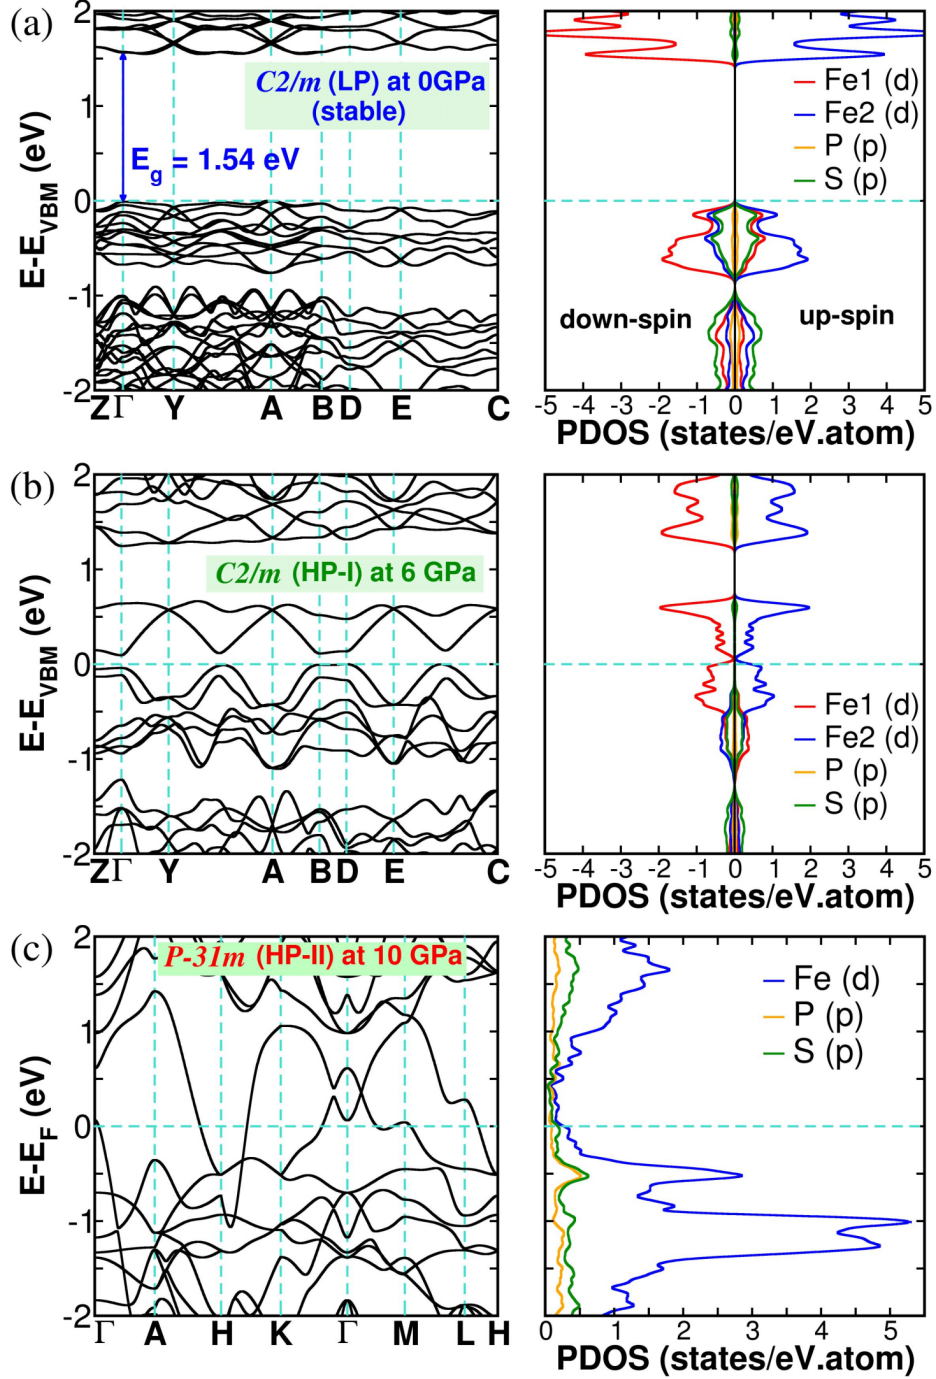 (a)
2
1
0
-1
-2
E-E_VBM (eV)
C2/m (LP) at 0GPa
(stable)
E_g = 1.54 eV
Z Γ Y A B D E C
Fe1 (d)
Fe2 (d)
P (p)
S (p)
down-spin up-spin
-5 -4 -3 -2 -1 0 1 2 3 4 5
PDOS (states/eV.atom)
(b)
2
1
0
-1
-2
E-E_VBM (eV)
C2/m (HP-I) at 6 GPa
Z Γ Y A B D E C
Fe1 (d)
Fe2 (d)
P (p)
S (p)
-5 -4 -3 -2 -1 0 1 2 3 4 5
PDOS (states/eV.atom)
(c)
2
1
0
-1
-2
E-E_F (eV)
P-31m (HP-II) at 10 GPa
Γ A H K Γ M L H
Fe (d)
P (p)
S (p)
0 1 2 3 4 5
PDOS (states/eV.atom)